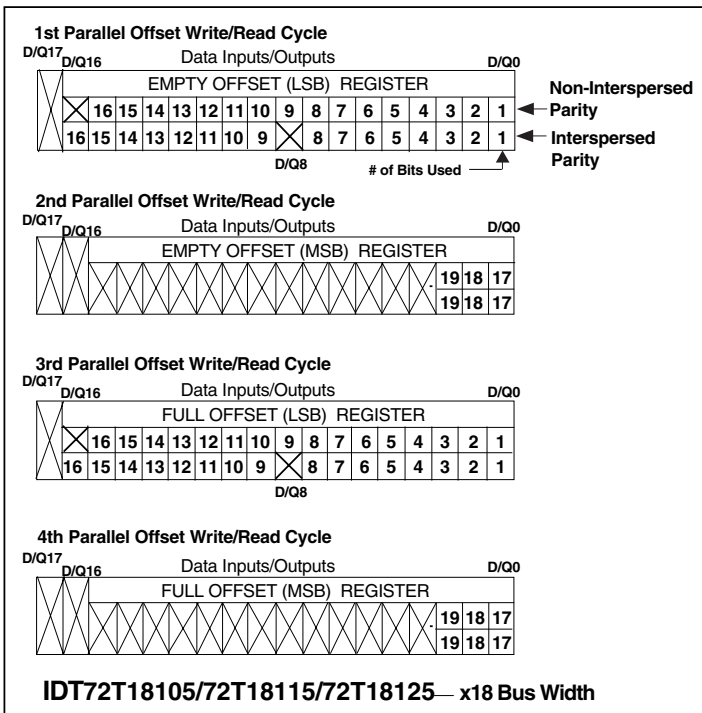 1st Parallel Offset Write/Read Cycle
D/Q17 D/Q16 Data Inputs/Outputs D/Q0
EMPTY OFFSET (LSB) REGISTER
16 15 14 13 12 11 10 9 8 7 6 5 4 3 2 1 Non-Interspersed Parity
16 15 14 13 12 11 10 9 8 7 6 5 4 3 2 1 Interspersed Parity
D/Q8 # of Bits Used
2nd Parallel Offset Write/Read Cycle
D/Q17 D/Q16 Data Inputs/Outputs D/Q0
EMPTY OFFSET (MSB) REGISTER
19 18 17
19 18 17
3rd Parallel Offset Write/Read Cycle
D/Q17 D/Q16 Data Inputs/Outputs D/Q0
FULL OFFSET (LSB) REGISTER
16 15 14 13 12 11 10 9 8 7 6 5 4 3 2 1
16 15 14 13 12 11 10 9 8 7 6 5 4 3 2 1
D/Q8
4th Parallel Offset Write/Read Cycle
D/Q17 D/Q16 Data Inputs/Outputs D/Q0
FULL OFFSET (MSB) REGISTER
19 18 17
19 18 17
IDT72T18105/72T18115/72T18125— x18 Bus Width